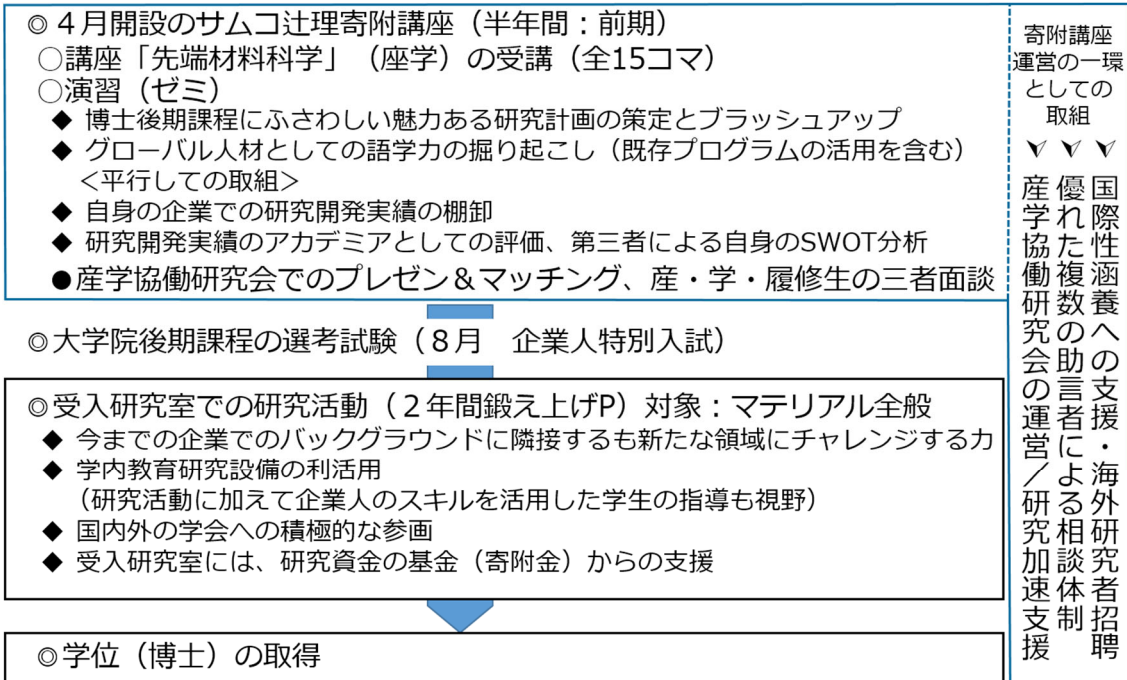 ◎４月開設のサムコ辻理寄附講座（半年間：前期）
○講座「先端材料科学」（座学）の受講（全15コマ）
○演習（ゼミ）
◆ 博士後期課程にふさわしい魅力ある研究計画の策定とブラッシュアップ
◆ グローバル人材としての語学力の掘り起こし（既存プログラムの活用を含む）
＜平行しての取組＞
◆ 自身の企業での研究開発実績の棚卸
◆ 研究開発実績のアカデミアとしての評価、第三者による自身のSWOT分析
●産学協働研究会でのプレゼン＆マッチング、産・学・履修生の三者面談
◎大学院後期課程の選考試験（８月　企業人特別入試）
◎受入研究室での研究活動（２年間鍛え上げP）対象：マテリアル全般
◆ 今までの企業でのバックグラウンドに隣接するも新たな領域にチャレンジする力
◆ 学内教育研究設備の利活用
（研究活動に加えて企業人のスキルを活用した学生の指導も視野）
◆ 国内外の学会への積極的な参画
◆ 受入研究室には、研究資金の基金（寄附金）からの支援
◎学位（博士）の取得
寄附講座
運営の一環
としての
取組
国際性涵養への支援・海外研究者招聘
優れた複数の助言者による相談体制
産学協働研究会の運営／研究加速支援